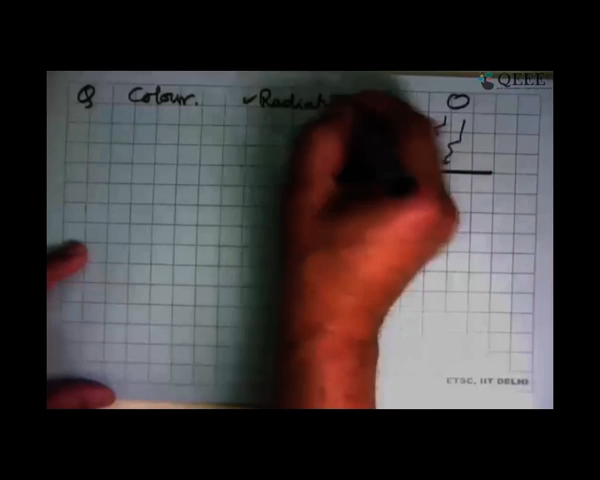 QEEE
Q Colour. ✓ Radiat
ETSC, IIT DELHI